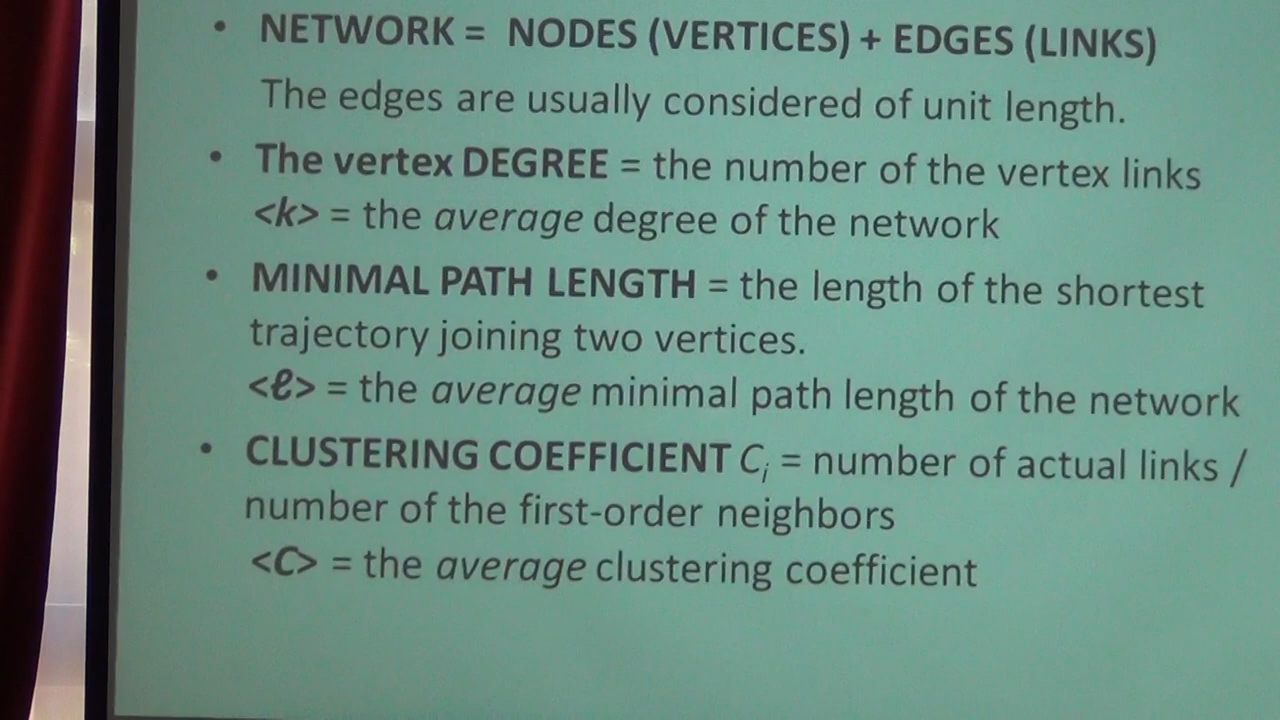 • NETWORK = NODES (VERTICES) + EDGES (LINKS)
The edges are usually considered of unit length.
• The vertex DEGREE = the number of the vertex links
<k> = the average degree of the network
• MINIMAL PATH LENGTH = the length of the shortest
trajectory joining two vertices.
<ℓ> = the average minimal path length of the network
• CLUSTERING COEFFICIENT Ci = number of actual links /
number of the first-order neighbors
<C> = the average clustering coefficient